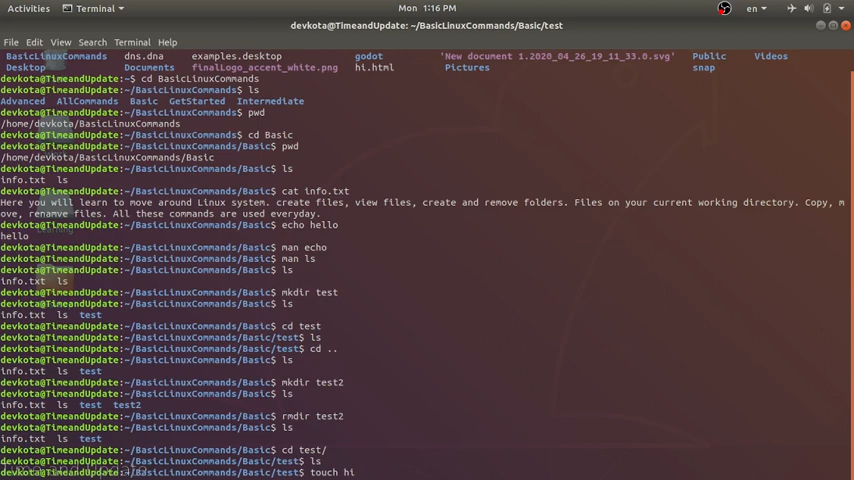 Activities Terminal Mon 1:16 PM en
devkota@TimeandUpdate: ~/BasicLinuxCommands/Basic/test
File Edit View Search Terminal Help
BasicLinuxCommands dns.dna examples.desktop godot 'New document 1.2020_04_26_19_11_33.0.svg' Public Videos
Desktop Documents finalLogo_accent_white.png hi.html Pictures snap
devkota@TimeandUpdate:~$ cd BasicLinuxCommands
devkota@TimeandUpdate:~/BasicLinuxCommands$ ls
Advanced AllCommands Basic GetStarted Intermediate
devkota@TimeandUpdate:~/BasicLinuxCommands$ pwd
/home/devkota/BasicLinuxCommands
devkota@TimeandUpdate:~/BasicLinuxCommands$ cd Basic
devkota@TimeandUpdate:~/BasicLinuxCommands/Basic$ pwd
/home/devkota/BasicLinuxCommands/Basic
devkota@TimeandUpdate:~/BasicLinuxCommands/Basic$ ls
info.txt ls
devkota@TimeandUpdate:~/BasicLinuxCommands/Basic$ cat info.txt
Here you will learn to move around Linux system. create files, view files, create and remove folders. Files on your current working directory. Copy, m
ove, renamve files. All these commands are used everyday.
devkota@TimeandUpdate:~/BasicLinuxCommands/Basic$ echo hello
hello
devkota@TimeandUpdate:~/BasicLinuxCommands/Basic$ man echo
devkota@TimeandUpdate:~/BasicLinuxCommands/Basic$ man ls
devkota@TimeandUpdate:~/BasicLinuxCommands/Basic$ ls
info.txt ls
devkota@TimeandUpdate:~/BasicLinuxCommands/Basic$ mkdir test
devkota@TimeandUpdate:~/BasicLinuxCommands/Basic$ ls
info.txt ls test
devkota@TimeandUpdate:~/BasicLinuxCommands/Basic$ cd test
devkota@TimeandUpdate:~/BasicLinuxCommands/Basic/test$ ls
devkota@TimeandUpdate:~/BasicLinuxCommands/Basic/test$ cd ..
devkota@TimeandUpdate:~/BasicLinuxCommands/Basic$ ls
info.txt ls test
devkota@TimeandUpdate:~/BasicLinuxCommands/Basic$ mkdir test2
devkota@TimeandUpdate:~/BasicLinuxCommands/Basic$ ls
info.txt ls test test2
devkota@TimeandUpdate:~/BasicLinuxCommands/Basic$ rmdir test2
devkota@TimeandUpdate:~/BasicLinuxCommands/Basic$ ls
info.txt ls test
devkota@TimeandUpdate:~/BasicLinuxCommands/Basic$ cd test/
devkota@TimeandUpdate:~/BasicLinuxCommands/Basic/test$ ls
devkota@TimeandUpdate:~/BasicLinuxCommands/Basic/test$ touch hi